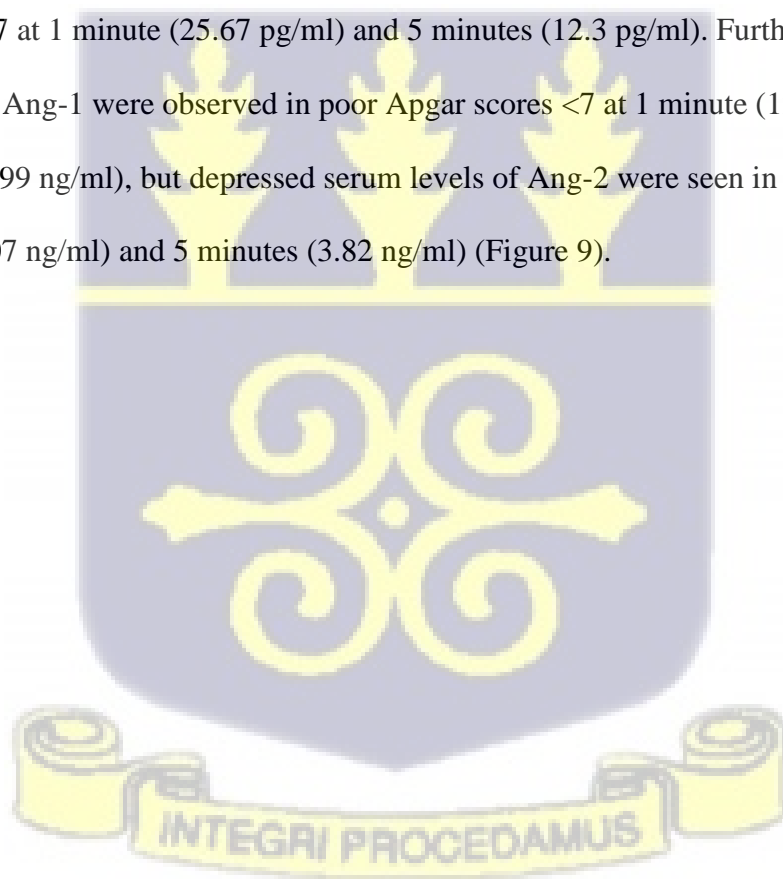 7 at 1 minute (25.67 pg/ml) and 5 minutes (12.3 pg/ml). Furth
Ang-1 were observed in poor Apgar scores <7 at 1 minute (1
99 ng/ml), but depressed serum levels of Ang-2 were seen in
7 ng/ml) and 5 minutes (3.82 ng/ml) (Figure 9).
INTEGRI PROCEDAMUS